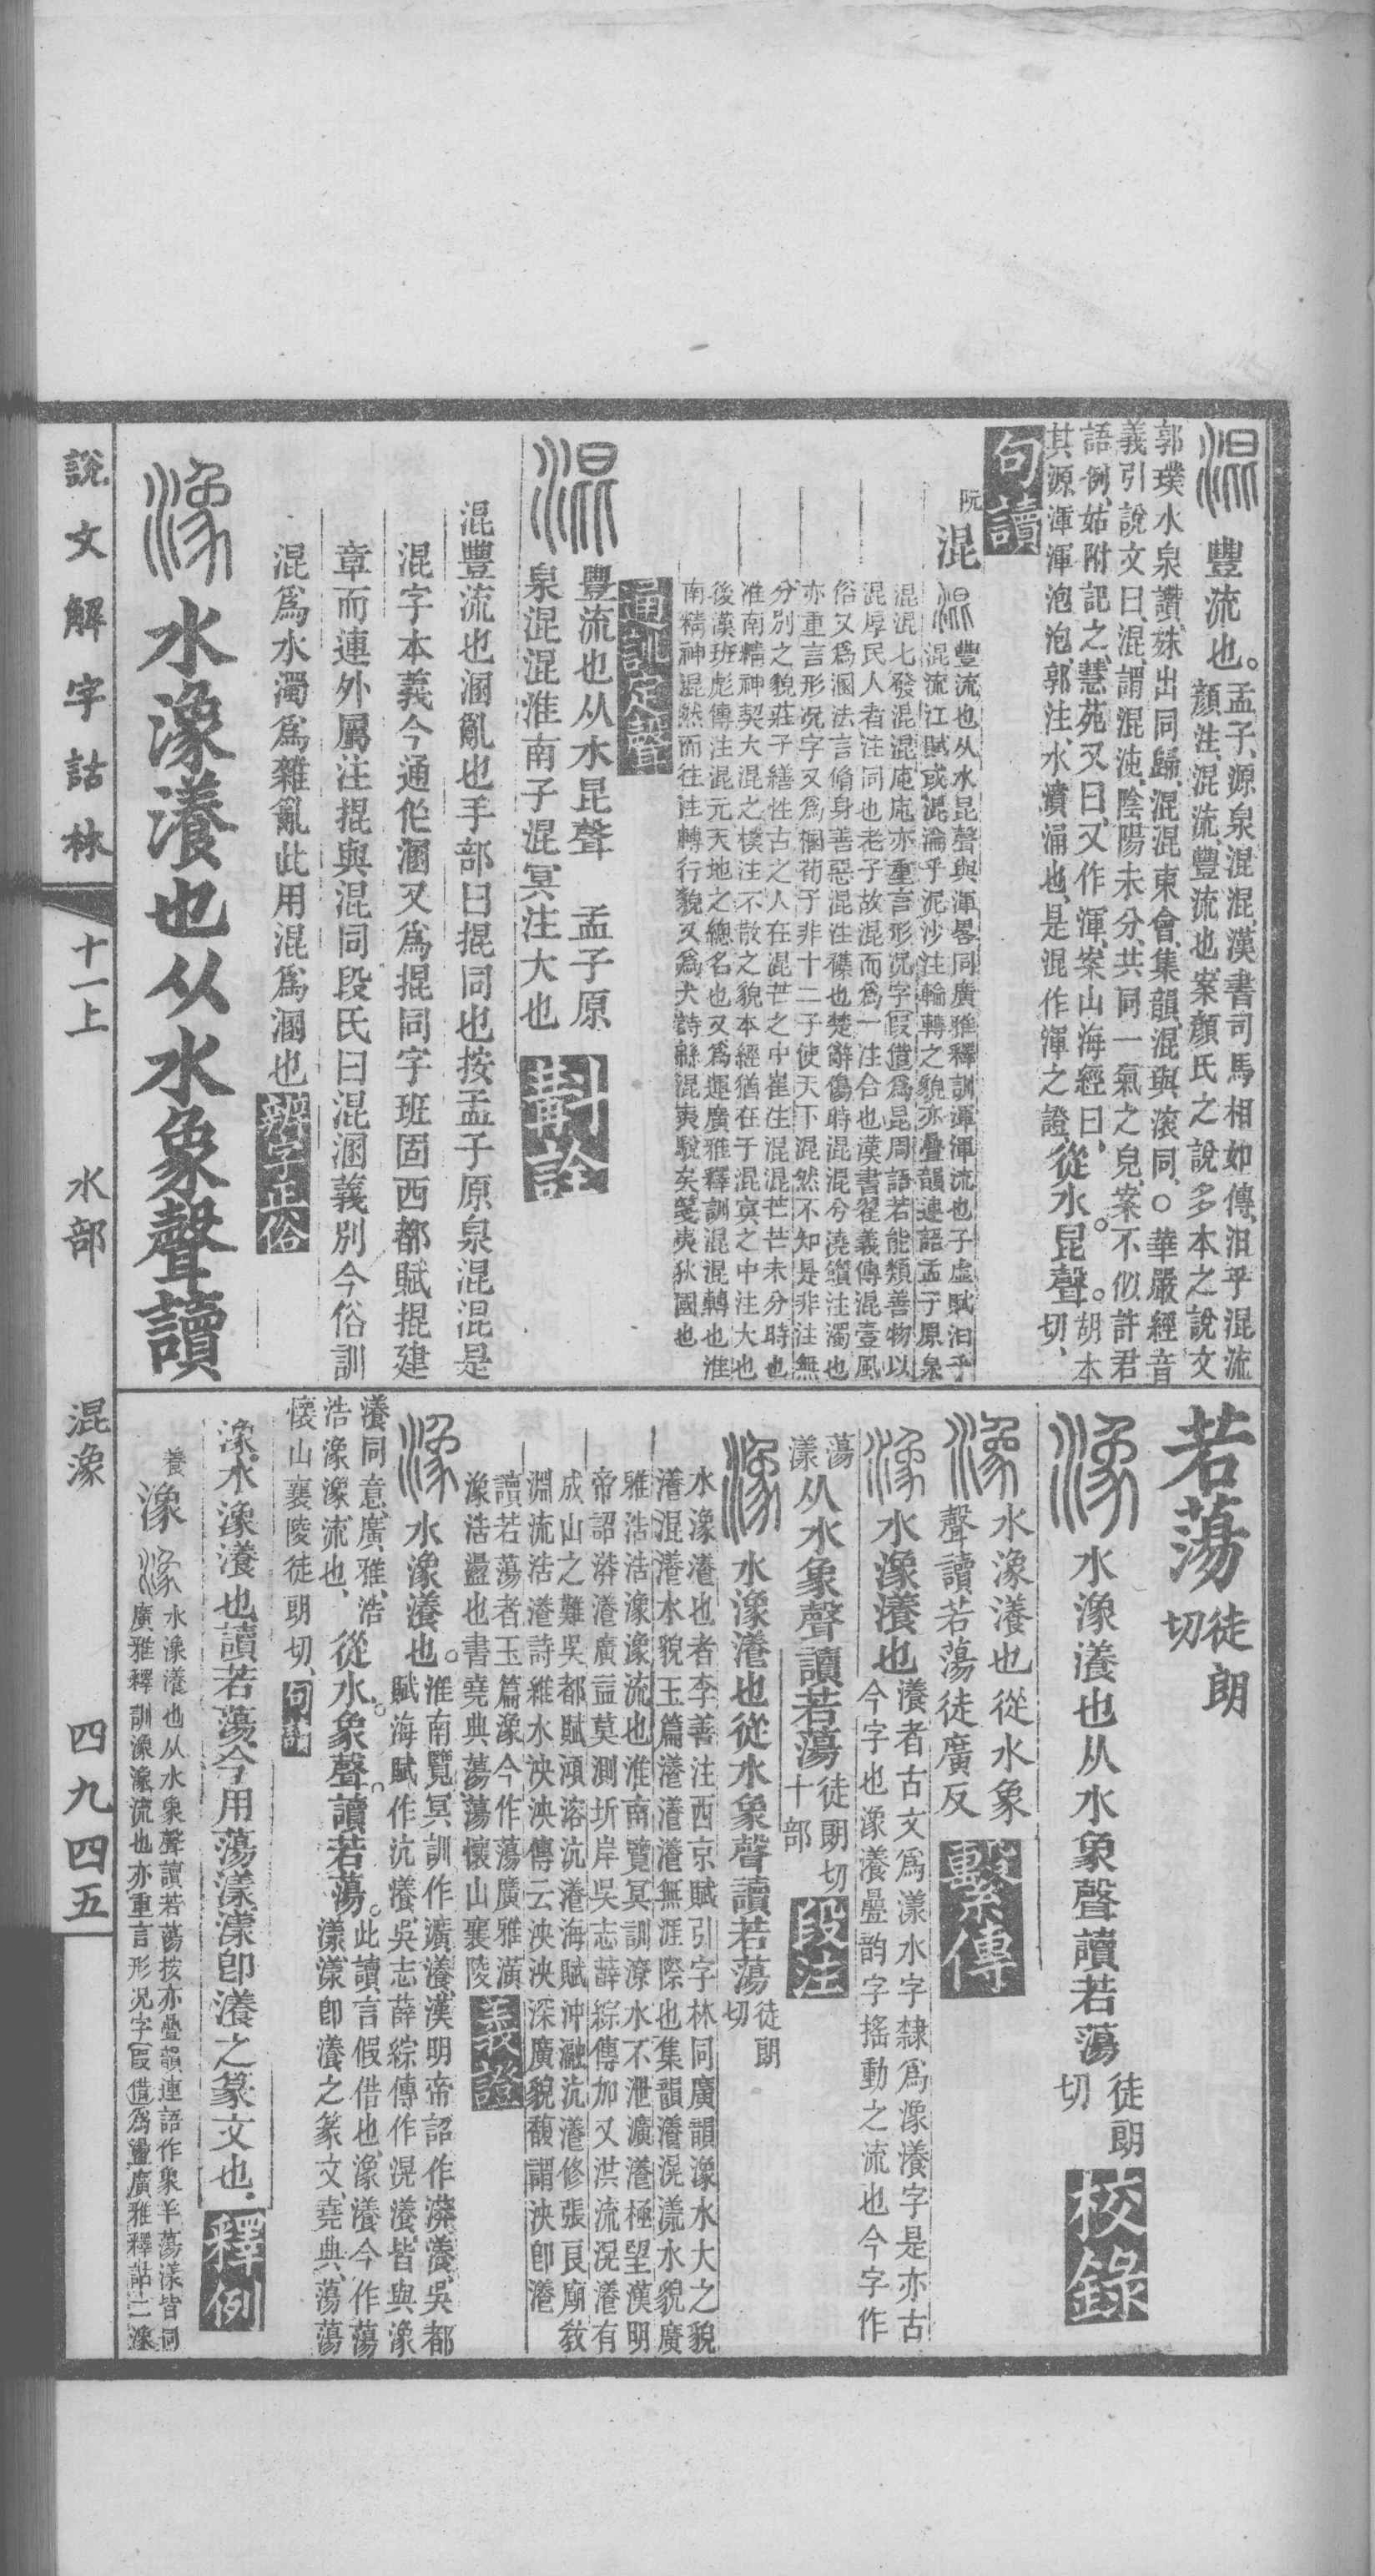 豐流也。孟子、源泉混混、漢書司馬相如傳、汨乎混流
顏注、混流豐流也、案顏氏之說多本之說文
郭璞水泉讚、殊出同歸、混混東會、集韻、混與滚同、○華嚴經音
義引說文曰、混、謂混沌、陰陽未分、共同一氣之皃、案不似許君
語例、姑附記之、慧苑又曰、又作渾、案山海經曰、
其源渾渾泡泡、郭注、水濆涌也、是混作渾之證、從水昆聲。胡本切、
句讀
阮
混
豐流也从水昆聲與渾畧同廣雅釋訓渾渾流也子虛賦汨乎
混流江賦或混淪乎泥沙注輪轉之貌亦疊韻連語孟子原泉
混混七發混混庉庉亦重言形况字假借爲昆周語若能類善物以
混厚民人者注同也老子故混而爲一注合也漢書翟義傳混壹風
俗又爲溷法言脩身善惡混注襍也楚辭傷時混混兮澆饡注濁也
亦重言形况字又爲梱荀子非十二子使天下混然不知是非注無
分別之貌莊子繕性古之人在混芒之中崔注混混芒芒未分時也
淮南精神契大混之樸注不散之貌本經猶在于混冥之中注大也
後漢班彪傳注混元天地之總名也又爲運廣雅釋訓混混轉也淮
南精神混然而往注轉行貌又爲犬詩緜混夷駾矣箋夷狄國也
通訓定聲
豐流也从水昆聲　孟子原
泉混混淮南子混冥注大也
斠詮
混豐流也溷亂也手部曰掍同也按孟子原泉混混是
混字本義今通作溷又爲掍同字班固西都賦掍建
章而連外屬注掍與混同段氏曰混溷義別今俗訓
混爲水濁爲雜亂此用混爲溷也
辨字正俗
水潒瀁也从水象聲讀
若蕩徒朗切
水潒瀁也从水象聲讀若蕩徒朗切
校錄
水潒瀁也從水象
聲讀若蕩徒廣反
繫傳
水潒瀁也瀁者古文爲漾水字隸爲潒瀁字是亦古
今字也潒瀁疊韵字搖動之流也今字作
蕩漾
从水象聲讀若蕩徒朗切十部
段注
水潒瀁也從水象聲讀若蕩徒朗切
水潒瀁也者李善注西京賦引字林同廣韻潒水大之貌
瀁混瀁水貌玉篇瀁瀁瀁無涯際也集韻瀁滉瀁水貌廣
雅浩浩潒潒流也淮南覽冥訓潦水不泄瀇瀁極望漢明
帝詔漭瀁廣溢莫測圻岸吳志薛綜傳加又洪流滉瀁有
成山之難吳都賦澒溶沆瀁海賦沖瀜沆瀁修張良廟教
淵流浩瀁詩維水泱泱傳云泱泱深廣貌馥謂泱卽瀁
讀若蕩者玉篇潒今作蕩廣雅潢
潒浩盪也書堯典蕩蕩懷山襄陵
義證
水潒瀁也。淮南覽冥訓作瀇瀁、漢明帝詔作漭瀁、吳都
賦海賦作沆瀁、吳志薛綜傳作滉瀁、皆與潒
瀁同意、廣雅、浩浩潒潒、流也、從水。象聲。讀若蕩。此讀、言假借也、潒瀁今作蕩
漾、漾卽瀁之篆文、堯典、蕩蕩
懷山襄陵、徒朗切、
句讀
潒、水潒瀁也、讀若蕩、今用蕩漾、漾卽瀁之篆文也、
釋例
養
潒
水潒瀁也从水象聲讀若蕩按亦疊韻連語作象羊蕩漾皆同
廣雅釋訓潒潒流也亦重言形况字假借爲盪廣雅釋詁二潒
說文解字詁林
十一上
水部
混潒
四九四五